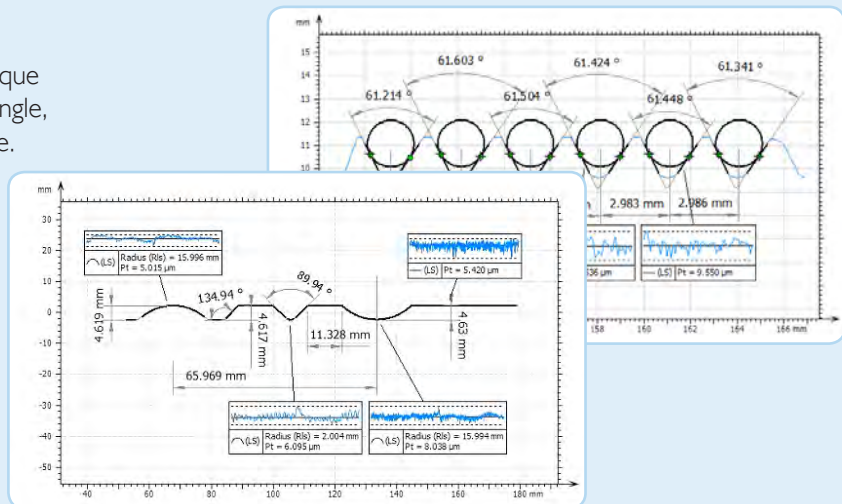 que
ngle,
e.
mm
15
14
13
12
11
10
61.603 °
61.424 °
61.341 °
61.214 °
61.504 °
61.448 °
2.983 mm
2.986 mm
(LS) Pt = 9.550 µm
158
160
162
164
166 mm
mm
30
20
10
0
-10
-20
-30
-40
-50
(LS) Radius (Rls) = 15.996 mm
Pt = 5.015 µm
(LS) Pt = 5.420 µm
4.619 mm
134.94 °
89.94 °
4.617 mm
11.328 mm
4.63 mm
65.969 mm
(LS) Radius (Rls) = 2.004 mm
Pt = 6.095 µm
(LS) Radius (Rls) = 15.994 mm
Pt = 8.038 µm
40
60
80
100
120
140
160
180 mm